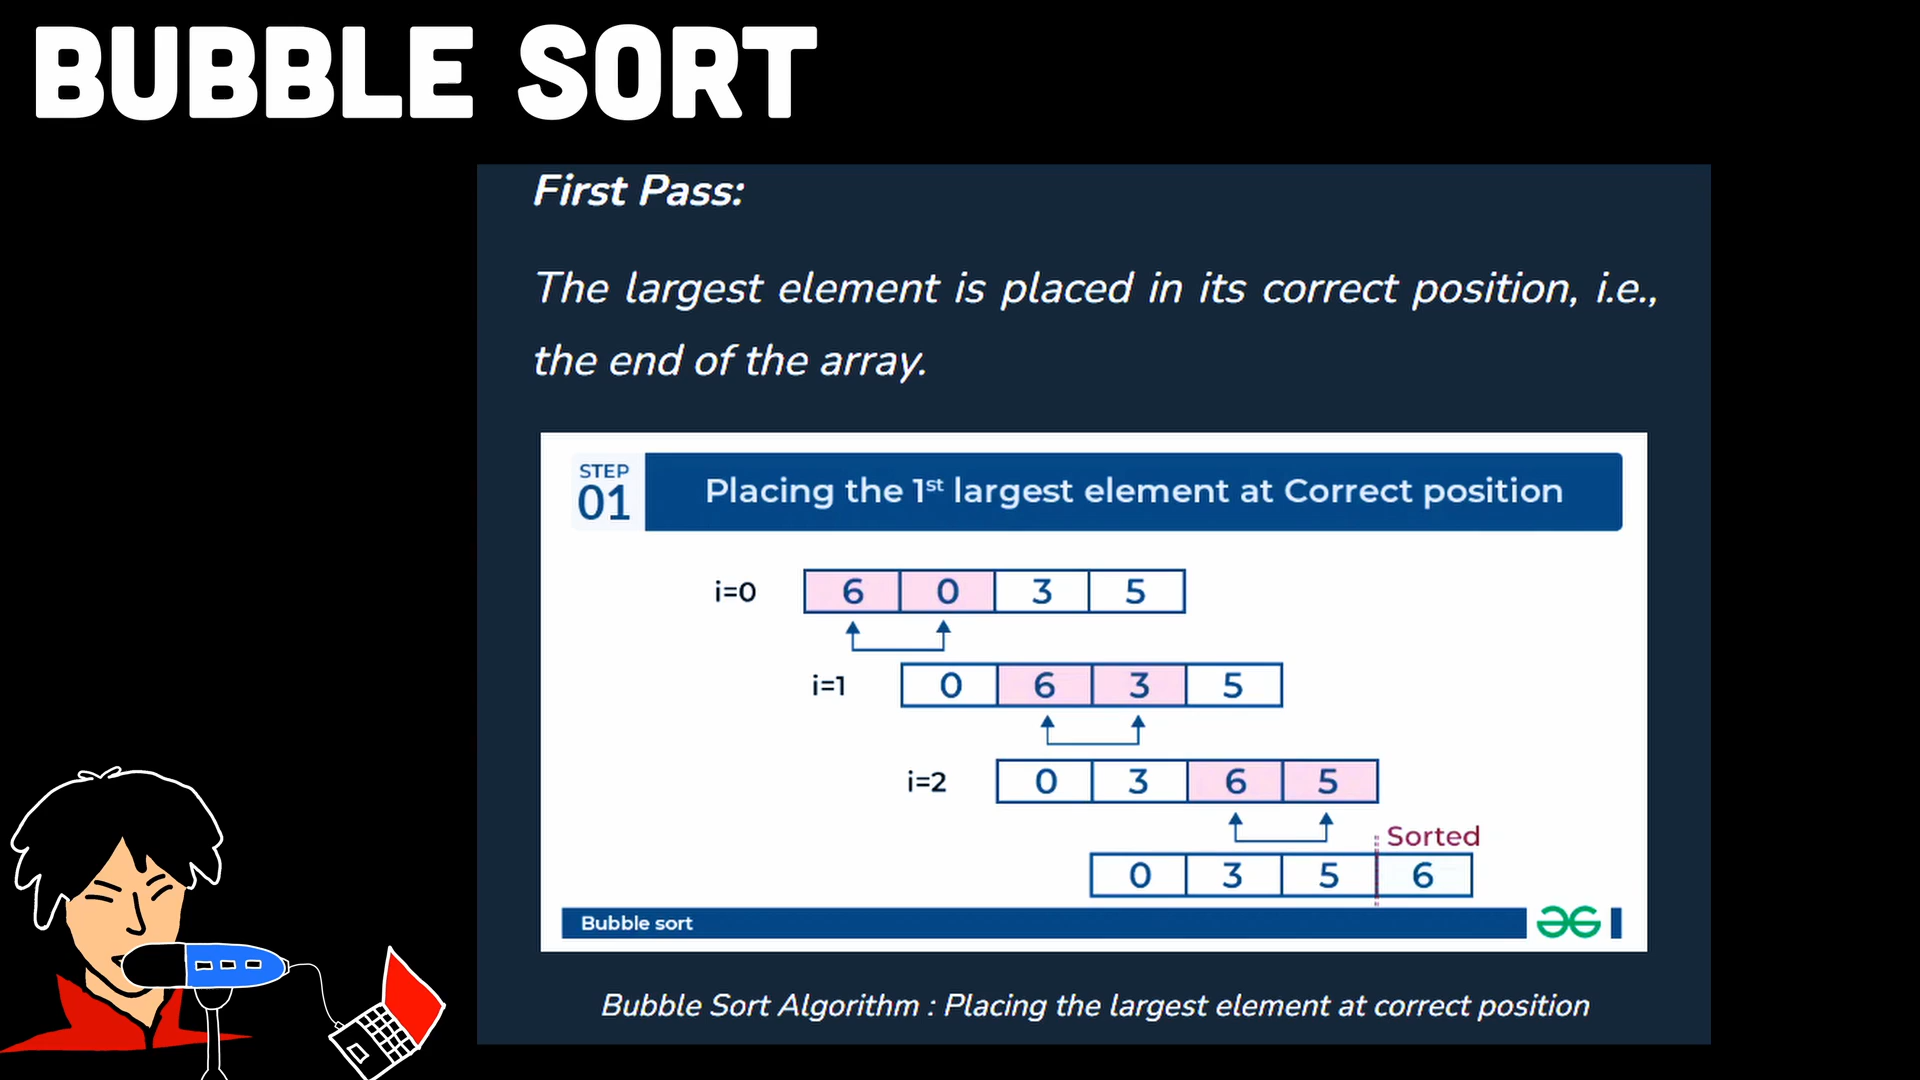 BUBBLE SORT
First Pass:
The largest element is placed in its correct position, i.e.,
the end of the array.
STEP
01
Placing the 1st largest element at Correct position
i=0 6 0 3 5
i=1 0 6 3 5
i=2 0 3 6 5
Sorted
0 3 5 6
Bubble sort
Bubble Sort Algorithm : Placing the largest element at correct position